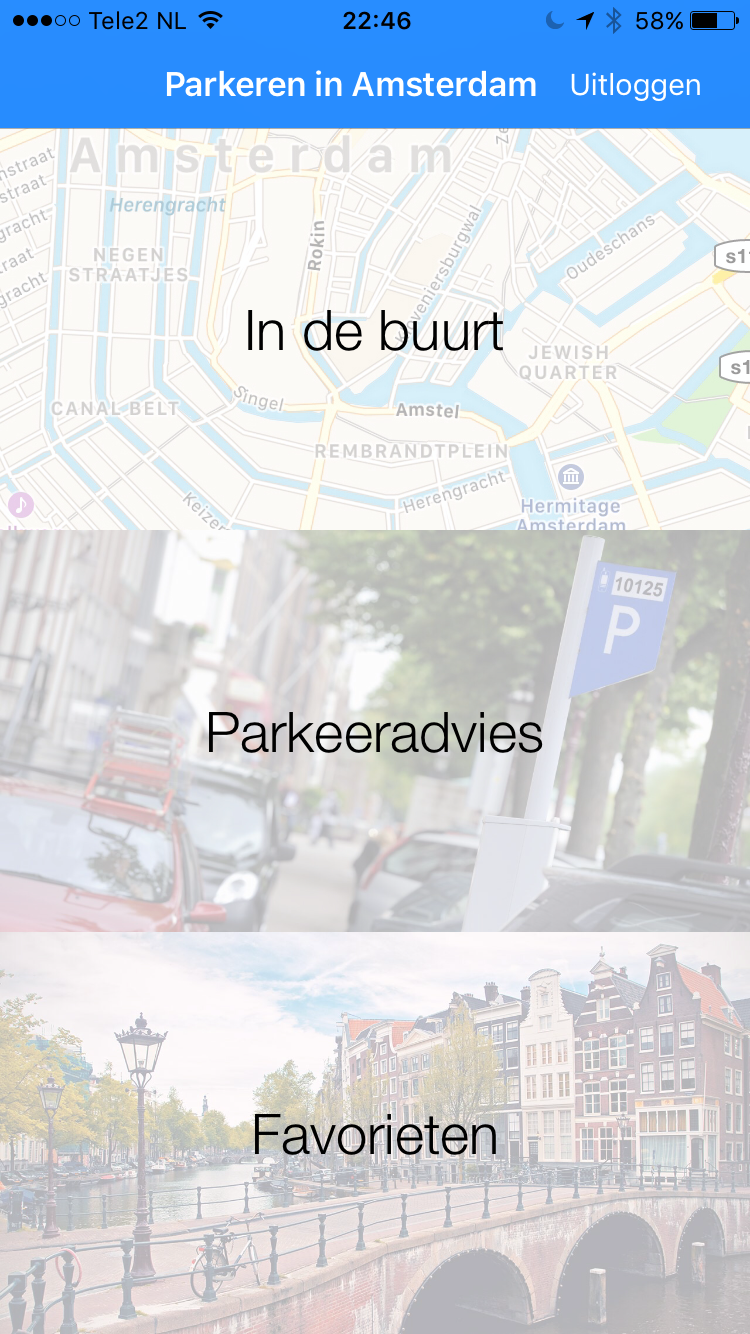 Tele2 NL 22:46 58%
Parkeren in Amsterdam Uitloggen
Amsterdam
Herengracht
NEGEN
STRAATJES
Rokin
Oudeschans
In de buurt
JEWISH
QUARTER
CANAL BELT
Singel
Amstel
REMBRANDTPLEIN
Herengracht
Hermitage
Amsterdam
10125
P
Parkeeradvies
Favorieten